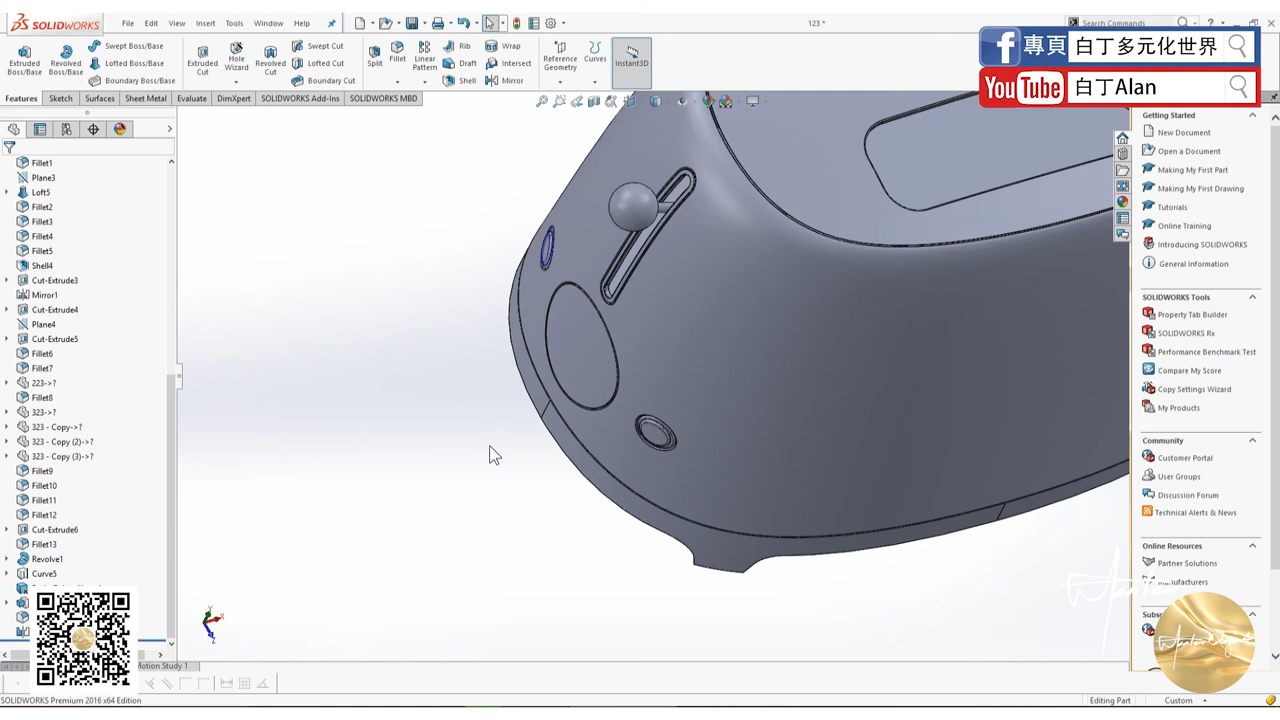 SOLIDWORKS
File Edit View Insert Tools Window Help
123 *
Search Commands
專頁 白丁多元化世界
YouTube 白丁Alan
Extruded Boss/Base
Revolved Boss/Base
Swept Boss/Base
Lofted Boss/Base
Boundary Boss/Base
Extruded Cut
Hole Wizard
Revolved Cut
Swept Cut
Lofted Cut
Boundary Cut
Split
Fillet
Linear Pattern
Rib
Draft
Shell
Wrap
Intersect
Mirror
Reference Geometry
Curves
Instant3D
Features Sketch Surfaces Sheet Metal Evaluate DimXpert SOLIDWORKS Add-Ins SOLIDWORKS MBD
Fillet1
Plane3
Loft5
Fillet2
Fillet3
Fillet4
Fillet5
Shell4
Cut-Extrude3
Mirror1
Cut-Extrude4
Plane4
Cut-Extrude5
Fillet6
Fillet7
223->?
Fillet8
323->?
323 - Copy->?
323 - Copy (2)->?
323 - Copy (3)->?
Fillet9
Fillet10
Fillet11
Fillet12
Cut-Extrude6
Fillet13
Revolve1
Curve5
Y
X
Z
Getting Started
New Document
Open a Document
Making My First Part
Making My First Drawing
Tutorials
Online Training
Introducing SOLIDWORKS
General Information
SOLIDWORKS Tools
Property Tab Builder
SOLIDWORKS Rx
Performance Benchmark Test
Compare My Score
Copy Settings Wizard
My Products
Community
Customer Portal
User Groups
Discussion Forum
Technical Alerts & News
Online Resources
Partner Solutions
Manufacturers
Motion Study 1
SOLIDWORKS Premium 2016 x64 Edition
Editing Part
Custom